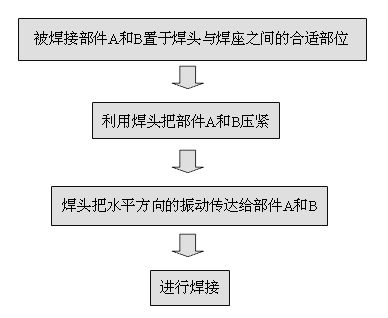 被焊接部件A和B置于焊头与焊座之间的合适部位
利用焊头把部件A和B压紧
焊头把水平方向的振动传达给部件A和B
进行焊接